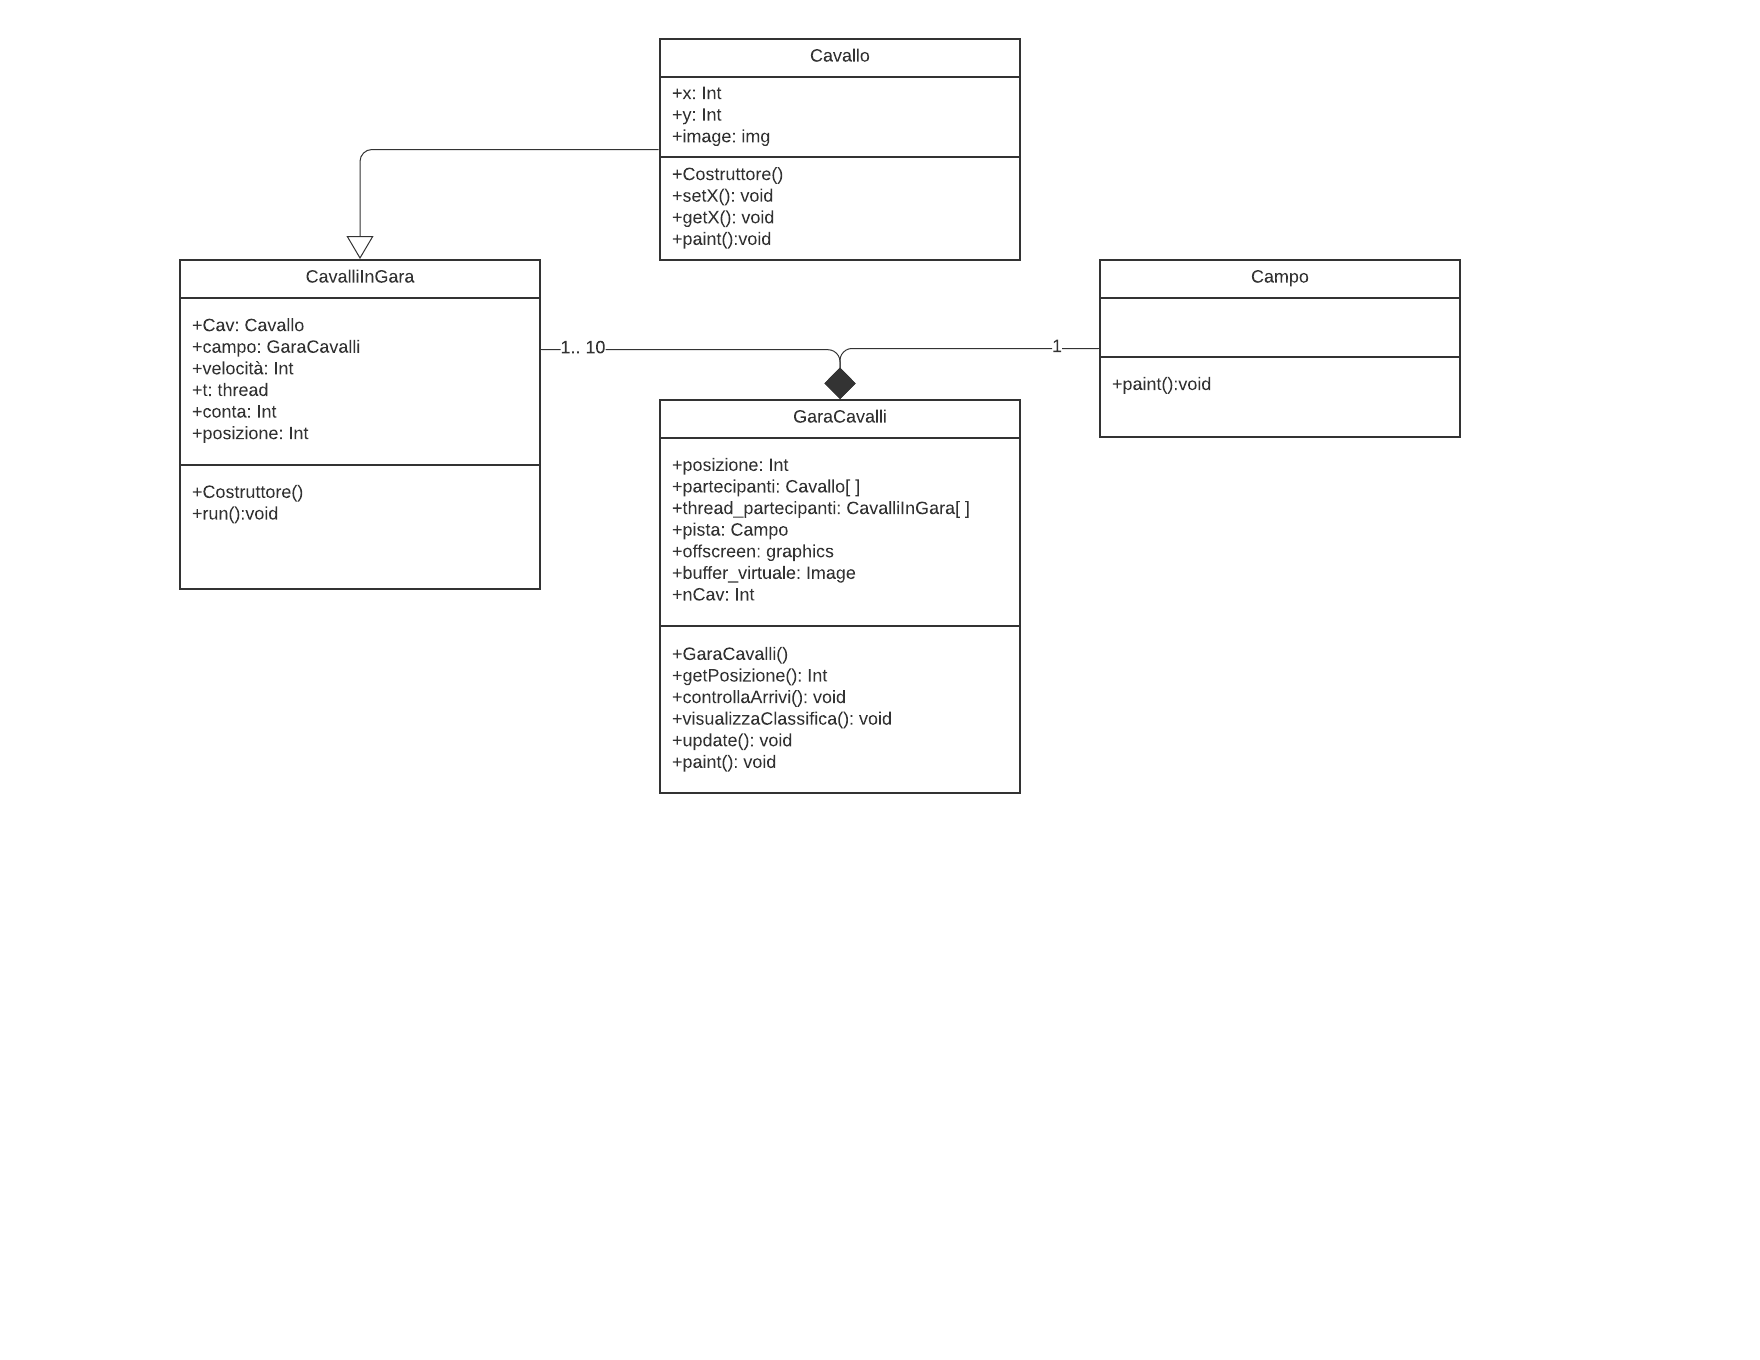 Cavallo
+x: Int
+y: Int
+image: img
+Costruttore()
+setX(): void
+getX(): void
+paint():void
CavalliInGara
+Cav: Cavallo
+campo: GaraCavalli
+velocità: Int
+t: thread
+conta: Int
+posizione: Int
+Costruttore()
+run():void
1.. 10
1
Campo
+paint():void
GaraCavalli
+posizione: Int
+partecipanti: Cavallo[ ]
+thread_partecipanti: CavalliInGara[ ]
+pista: Campo
+offscreen: graphics
+buffer_virtuale: Image
+nCav: Int
+GaraCavalli()
+getPosizione(): Int
+controllaArrivi(): void
+visualizzaClassifica(): void
+update(): void
+paint(): void